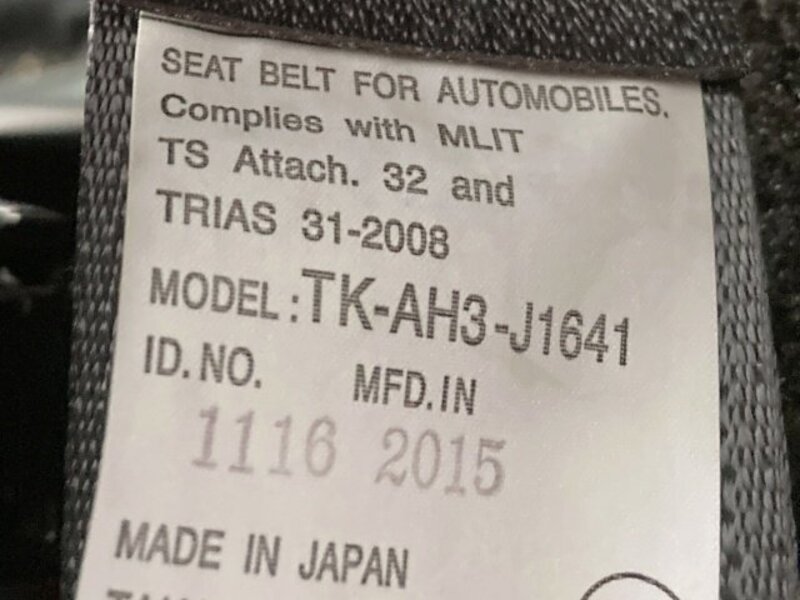 SEAT BELT FOR AUTOMOBILES.
Complies with MLIT
TS Attach. 32 and
TRIAS 31-2008
MODEL:TK-AH3-J1641
ID.NO. MFD.IN
1116 2015
MADE IN JAPAN